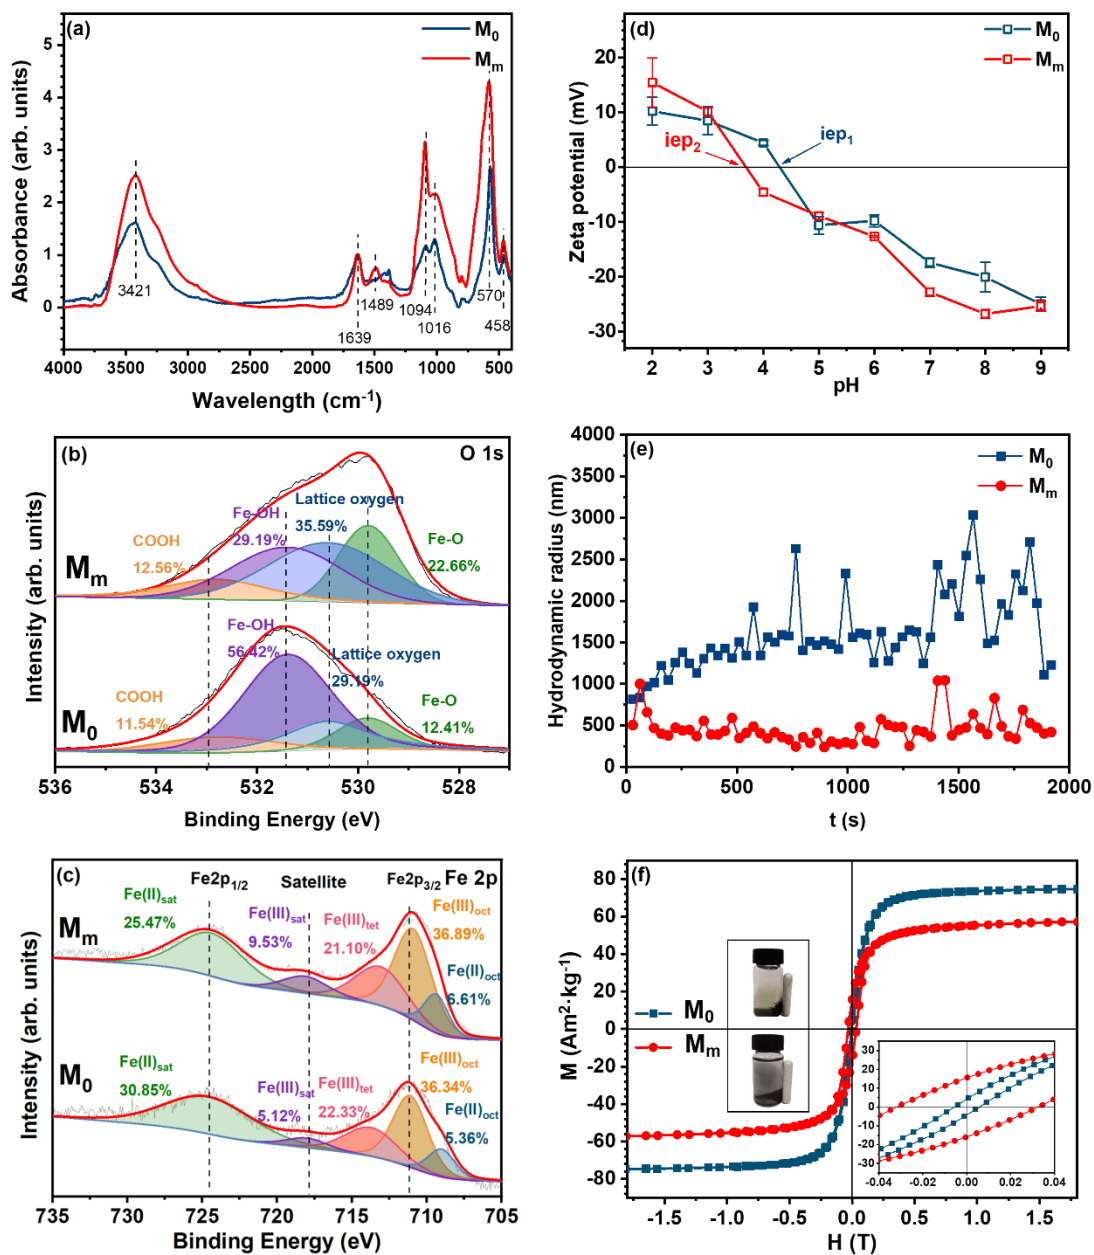 (a)
M₀
Mₘ
5
4
3
2
1
0
3421
1639
1489
1094
1016
570
458
4000 3500 3000 2500 2000 1500 1000 500
Absorbance (arb. units)
Wavelength (cm⁻¹)
(d)
M₀
Mₘ
20
10
0
-10
-20
-30
iep₂
iep₁
2 3 4 5 6 7 8 9
Zeta potential (mV)
pH
(b)
O 1s
Mₘ
COOH
12.56%
Fe-OH
29.19%
Lattice oxygen
35.59%
Fe-O
22.66%
M₀
COOH
11.54%
Fe-OH
56.42%
Lattice oxygen
29.19%
Fe-O
12.41%
536 534 532 530 528
Intensity (arb. units)
Binding Energy (eV)
(e)
M₀
Mₘ
4000
3500
3000
2500
2000
1500
1000
500
0
0 500 1000 1500 2000
Hydrodynamic radius (nm)
t (s)
(c)
Fe2p₁/₂
Satellite
Fe2p₃/₂
Fe 2p
Mₘ
Fe(II)sat
25.47%
Fe(III)sat
9.53%
Fe(III)tet
21.10%
Fe(III)oct
36.89%
Fe(II)oct
6.61%
M₀
Fe(II)sat
30.85%
Fe(III)sat
5.12%
Fe(III)tet
22.33%
Fe(III)oct
36.34%
Fe(II)oct
5.36%
735 730 725 720 715 710 705
Intensity (arb. units)
Binding Energy (eV)
(f)
80
60
40
20
0
-20
-40
-60
-80
M₀
Mₘ
30
20
10
0
-10
-20
-30
-0.04 -0.02 0.00 0.02 0.04
-1.5 -1.0 -0.5 0.0 0.5 1.0 1.5
M (Am²·kg⁻¹)
H (T)